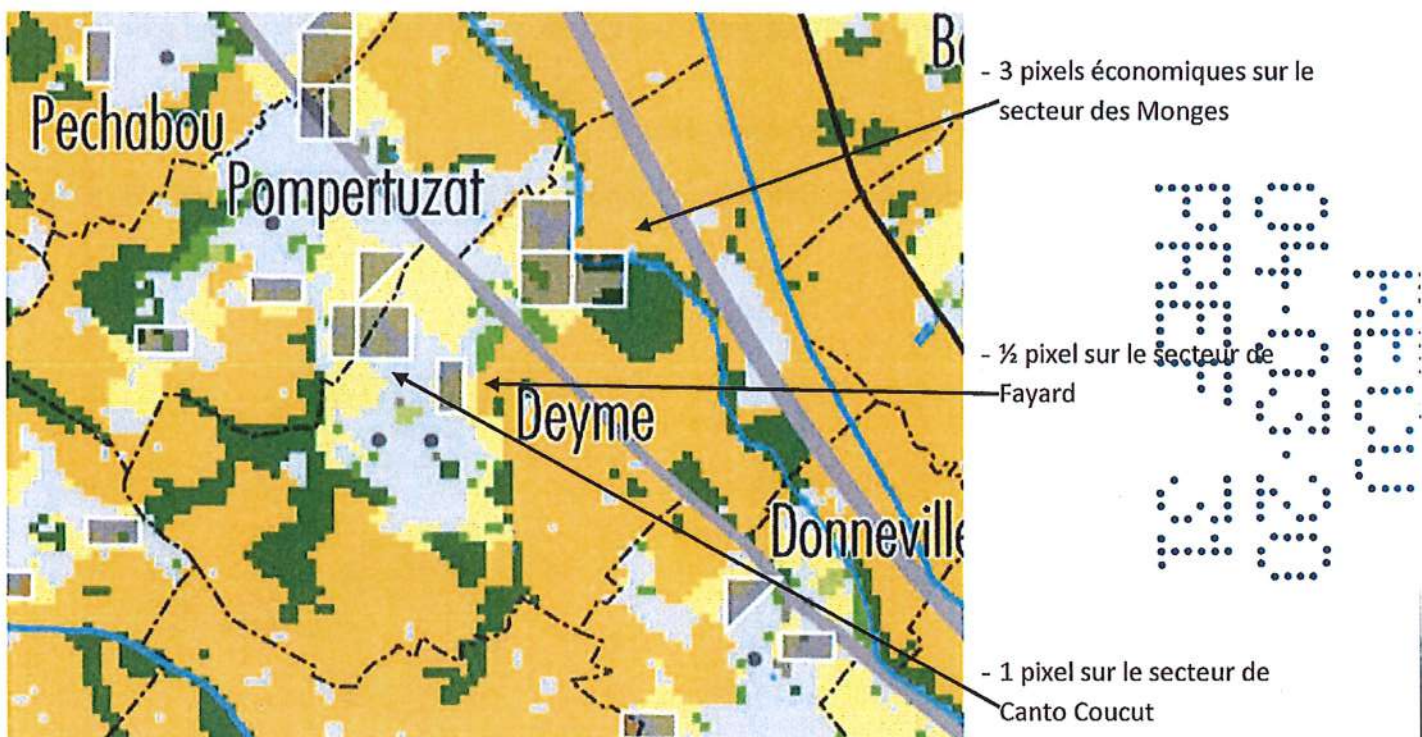 Pechabou
Pompertuzat
Deyme
Donneville
- 3 pixels économiques sur le
secteur des Monges
- ½ pixel sur le secteur de
Fayard
- 1 pixel sur le secteur de
Canto Coucut